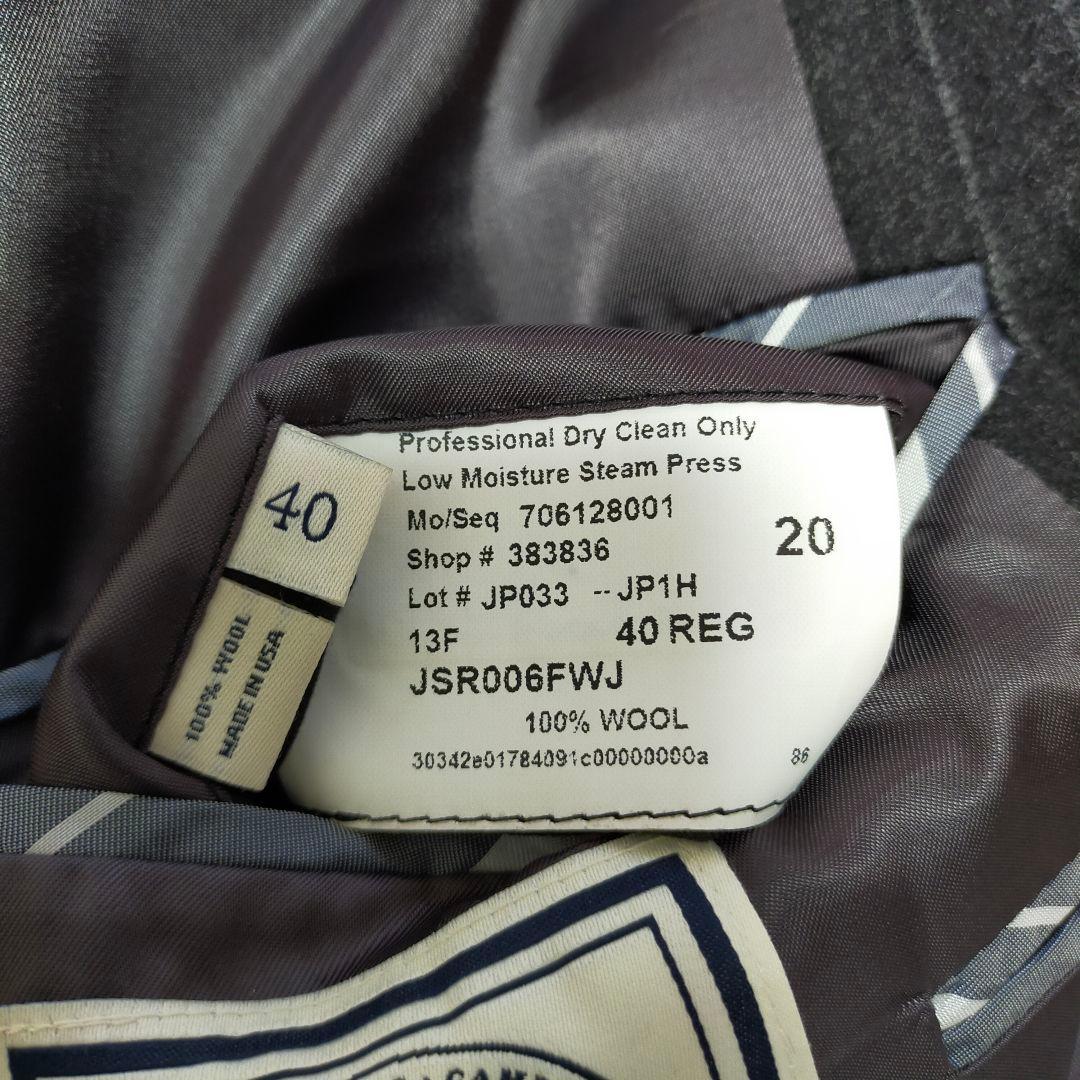 40
100% WOOL
MADE IN USA
Professional Dry Clean Only
Low Moisture Steam Press
Mo/Seq 706128001
20
Shop # 383836
Lot # JP033 --JP1H
13F 40 REG
JSR006FWJ
100% WOOL
30342e01784091c00000000a 86